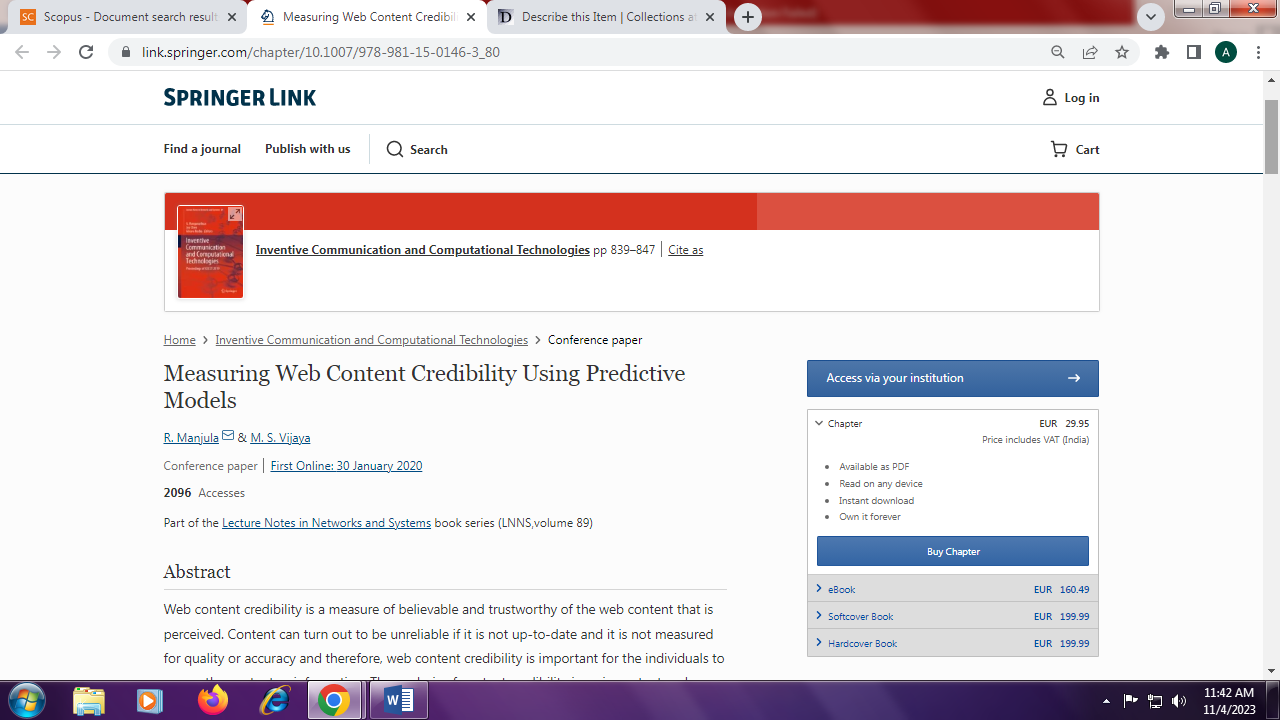 Scopus - Document search result
Measuring Web Content Credibil
Describe this Item | Collections a
link.springer.com/chapter/10.1007/978-981-15-0146-3_80
A
SPRINGER LINK
Log in
Find a journal
Publish with us
Search
Cart
Inventive Communication and Computational Technologies
Inventive Communication and Computational Technologies pp 839–847 | Cite as
Home > Inventive Communication and Computational Technologies > Conference paper
Measuring Web Content Credibility Using Predictive
Models
R. Manjula & M. S. Vijaya
Conference paper | First Online: 30 January 2020
2096 Accesses
Part of the Lecture Notes in Networks and Systems book series (LNNS,volume 89)
Abstract
Web content credibility is a measure of believable and trustworthy of the web content that is
perceived. Content can turn out to be unreliable if it is not up-to-date and it is not measured
for quality or accuracy and therefore, web content credibility is important for the individuals to
Access via your institution
Chapter EUR 29.95
Price includes VAT (India)
Available as PDF
Read on any device
Instant download
Own it forever
Buy Chapter
eBook EUR 160.49
Softcover Book EUR 199.99
Hardcover Book EUR 199.99
11:42 AM
11/4/2023